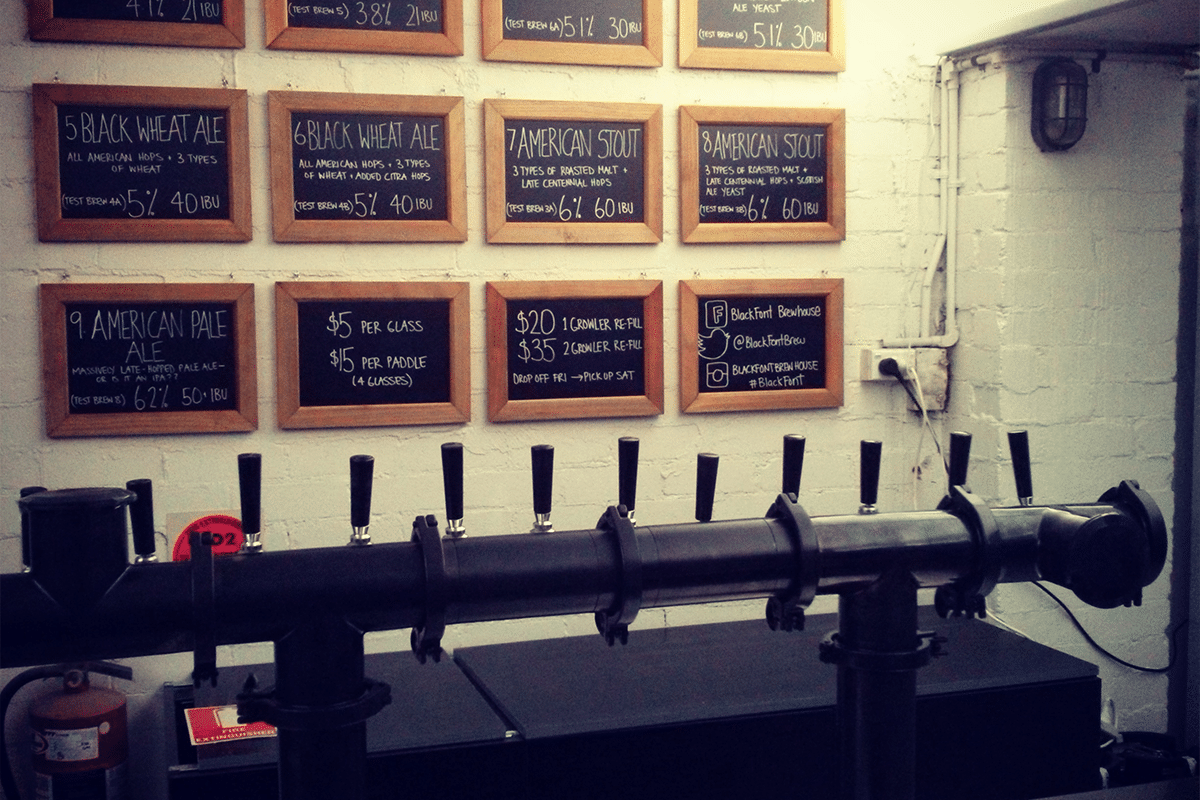 4.1% 21 IBU
(TEST BREW 5) 3.8% 21 IBU
(TEST BREW 6A) 5.1% 30 IBU
ALE YEAST
(TEST BREW 6B) 5.1% 30 IBU
5 BLACK WHEAT ALE
ALL AMERICAN HOPS + 3 TYPES
OF WHEAT
(TEST BREW 4A) 5% 40 IBU
6 BLACK WHEAT ALE
ALL AMERICAN HOPS + 3 TYPES
OF WHEAT + ADDED CITRA HOPS
(TEST BREW 4B) 5% 40 IBU
7 AMERICAN STOUT
3 TYPES OF ROASTED MALT +
LATE CENTENNIAL HOPS
(TEST BREW 3A) 6% 60 IBU
8 AMERICAN STOUT
3 TYPES OF ROASTED MALT +
LATE CENTENNIAL HOPS + SCOTTISH
ALE YEAST
(TEST BREW 3B) 6% 60 IBU
9. AMERICAN PALE
ALE
MASSIVELY LATE-HOPPED PALE ALE -
OR IS IT AN IPA??
(TEST BREW 8) 6.2% 50+ IBU
$5 PER GLASS
$15 PER PADDLE
(4 GLASSES)
$20 1 GROWLER RE-FILL
$35 2 GROWLER RE-FILL
DROP OFF FRI → PICK UP SAT
BlackFont Brewhouse
@BlackFontBrew
BLACKFONTBREWHOUSE
#BlackFont
CO2
FIRE
EXTINGUISHER